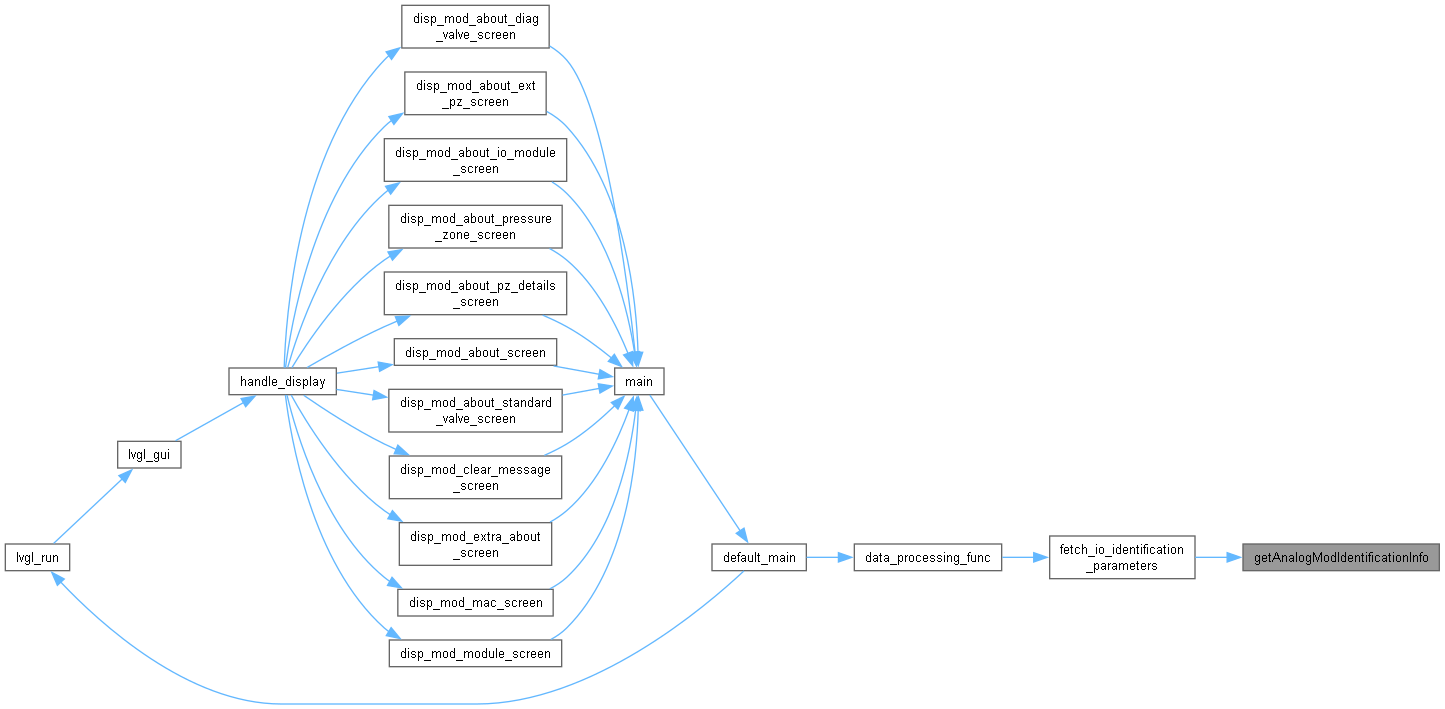 disp_mod_about_diag
_valve_screen
disp_mod_about_ext
_pz_screen
disp_mod_about_io_module
_screen
disp_mod_about_pressure
_zone_screen
disp_mod_about_pz_details
_screen
disp_mod_about_screen
handle_display
main
disp_mod_about_standard
_valve_screen
lvgl_gui
disp_mod_clear_message
_screen
disp_mod_extra_about
_screen
lvgl_run
default_main
data_processing_func
fetch_io_identification
_parameters
getAnalogModIdentificationInfo
disp_mod_mac_screen
disp_mod_module_screen